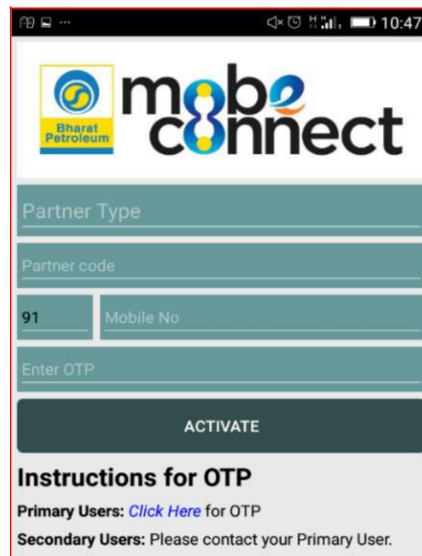 10:47
Bharat
Petroleum
mobe
connect
Partner Type
Partner code
91 Mobile No
Enter OTP
ACTIVATE
Instructions for OTP
Primary Users: Click Here for OTP
Secondary Users: Please contact your Primary User.